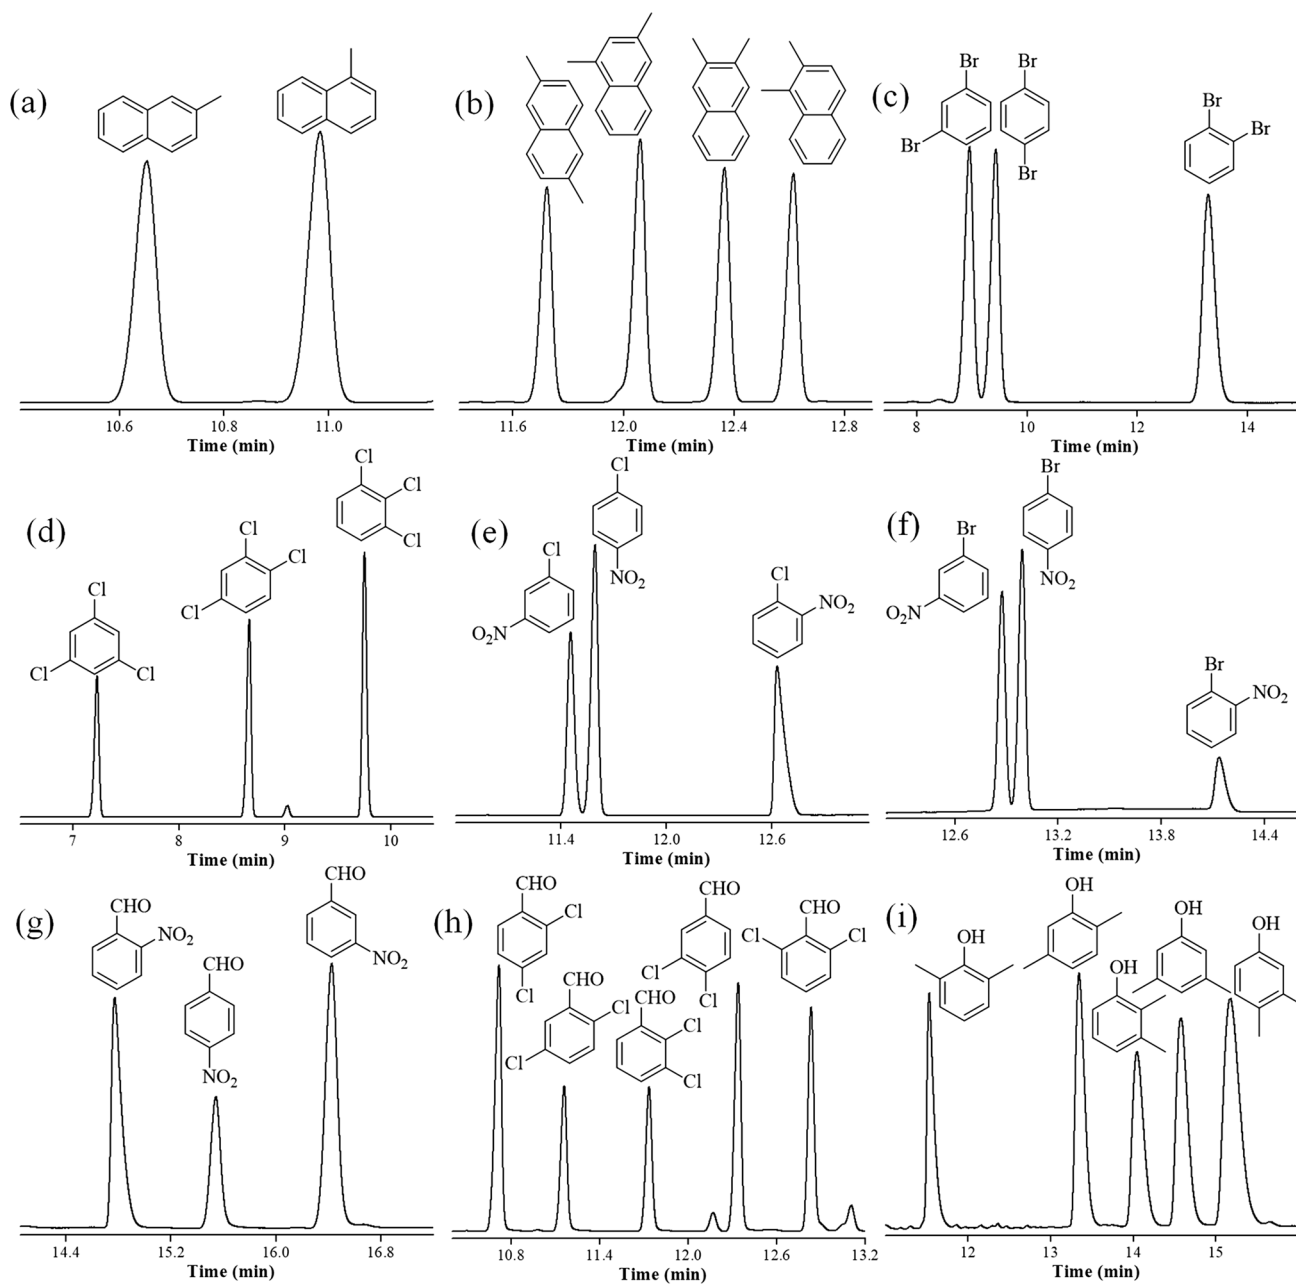 (a)
10.6 10.8 11.0
Time (min)
(b)
11.6 12.0 12.4 12.8
Time (min)
(c)
Br
Br
Br
Br
Br
Br
8 10 12 14
Time (min)
(d)
Cl
Cl
Cl
Cl
Cl
Cl
Cl
Cl
Cl
7 8 9 10
Time (min)
(e)
Cl
O₂N
Cl
NO₂
Cl
NO₂
11.4 12.0 12.6
Time (min)
(f)
Br
O₂N
Br
NO₂
Br
NO₂
12.6 13.2 13.8 14.4
Time (min)
(g)
CHO
NO₂
CHO
NO₂
CHO
NO₂
14.4 15.2 16.0 16.8
Time (min)
(h)
CHO
Cl
Cl
CHO
Cl
Cl
CHO
Cl
Cl
CHO
Cl
Cl
CHO
Cl
Cl
10.8 11.4 12.0 12.6 13.2
Time (min)
(i)
OH
OH
OH
OH
OH
12 13 14 15
Time (min)